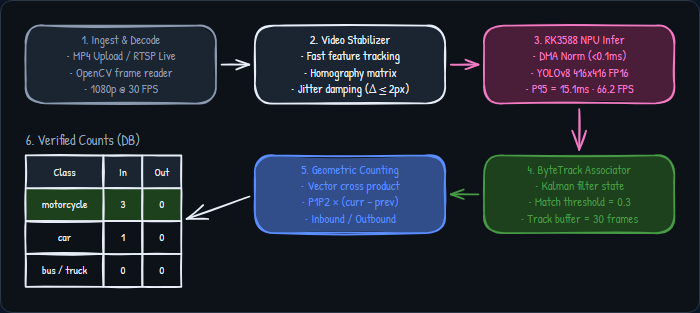 1. Ingest & Decode
- MP4 Upload / RTSP Live
- OpenCV frame reader
- 1080p @ 30 FPS
2. Video Stabilizer
- Fast feature tracking
- Homography matrix
- Jitter damping (Δ ≤ 2px)
3. RK3588 NPU Infer
- DMA Norm (<0.1ms)
- YOLOv8 416x416 FP16
- P95 = 15.1ms · 66.2 FPS
4. ByteTrack Associator
- Kalman filter state
- Match threshold = 0.3
- Track buffer = 30 frames
5. Geometric Counting
- Vector cross product
- P1P2 × (curr - prev)
- Inbound / Outbound
6. Verified Counts (DB)
Class In Out
motorcycle 3 0
car 1 0
bus / truck 0 0